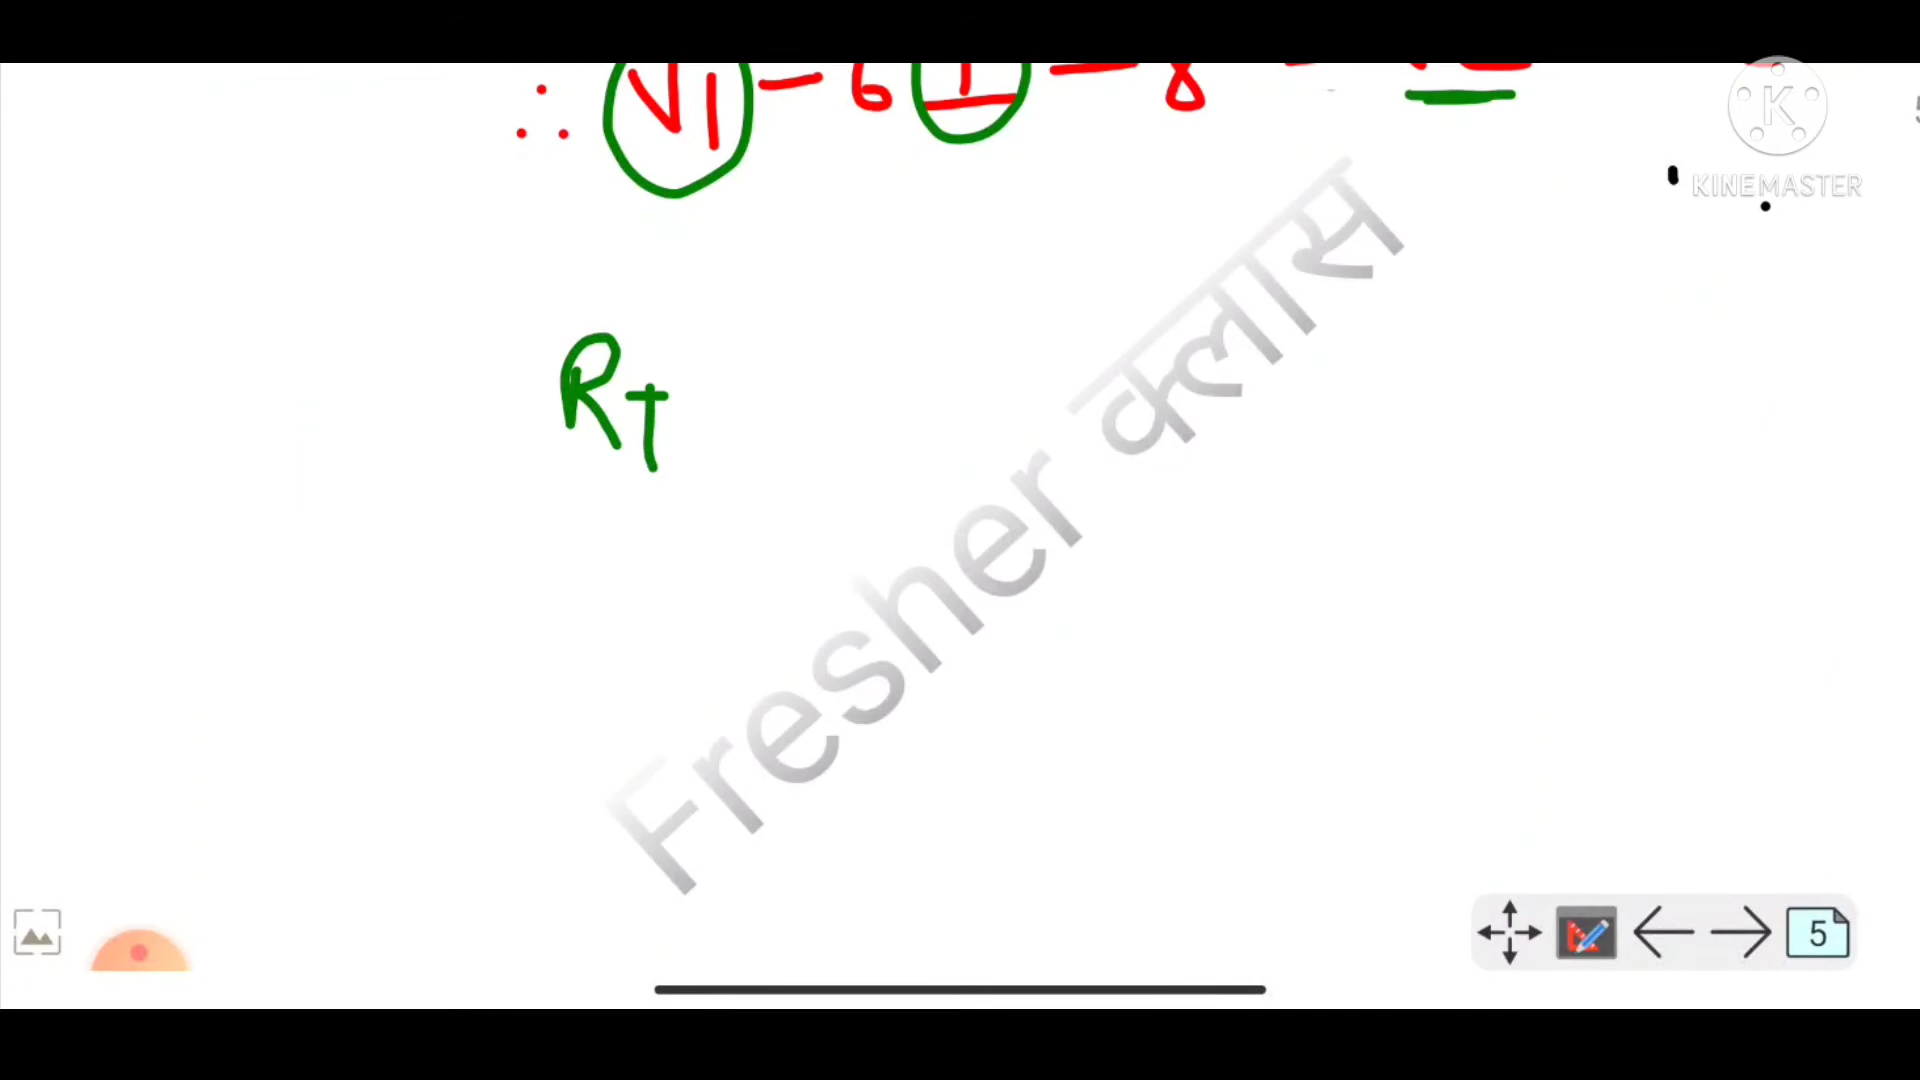 ∴ V1 - 6 I - 8
KINEMASTER
RT
Fresher क्लास
5